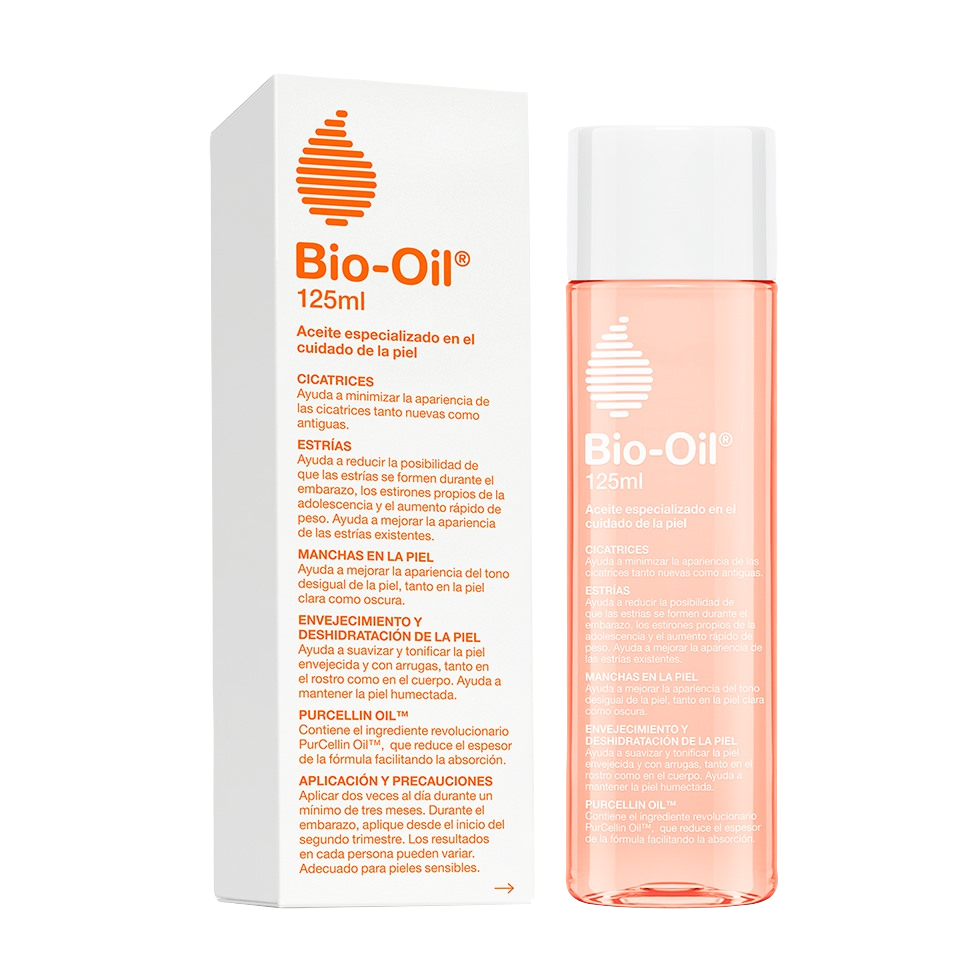 Bio-Oil®
125ml
Aceite especializado en el
cuidado de la piel
CICATRICES
Ayuda a minimizar la apariencia de
las cicatrices tanto nuevas como
antiguas.
ESTRÍAS
Ayuda a reducir la posibilidad de
que las estrías se formen durante el
embarazo, los estirones propios de la
adolescencia y el aumento rápido de
peso. Ayuda a mejorar la apariencia
de las estrías existentes.
MANCHAS EN LA PIEL
Ayuda a mejorar la apariencia del tono
desigual de la piel, tanto en la piel
clara como oscura.
ENVEJECIMIENTO Y
DESHIDRATACIÓN DE LA PIEL
Ayuda a suavizar y tonificar la piel
envejecida y con arrugas, tanto en
el rostro como en el cuerpo. Ayuda a
mantener la piel humectada.
PURCELLIN OIL™
Contiene el ingrediente revolucionario
PurCellin Oil™, que reduce el espesor
de la fórmula facilitando la absorción.
APLICACIÓN Y PRECAUCIONES
Aplicar dos veces al día durante un
mínimo de tres meses. Durante el
embarazo, aplique desde el inicio del
segundo trimestre. Los resultados
en cada persona pueden variar.
Adecuado para pieles sensibles.
Bio-Oil®
125ml
Aceite especializado en el
cuidado de la piel
CICATRICES
Ayuda a minimizar la apariencia de las
cicatrices tanto nuevas como antiguas.
ESTRÍAS
Ayuda a reducir la posibilidad de
que las estrías se formen durante el
embarazo, los estirones propios de la
adolescencia y el aumento rápido de
peso. Ayuda a mejorar la apariencia de
las estrías existentes.
MANCHAS EN LA PIEL
Ayuda a mejorar la apariencia del tono
desigual de la piel, tanto en la piel clara
como oscura.
ENVEJECIMIENTO Y
DESHIDRATACIÓN DE LA PIEL
Ayuda a suavizar y tonificar la piel
envejecida y con arrugas, tanto en el
rostro como en el cuerpo. Ayuda a
mantener la piel humectada.
PURCELLIN OIL™
Contiene el ingrediente revolucionario
PurCellin Oil™, que reduce el espesor
de la fórmula facilitando la absorción.